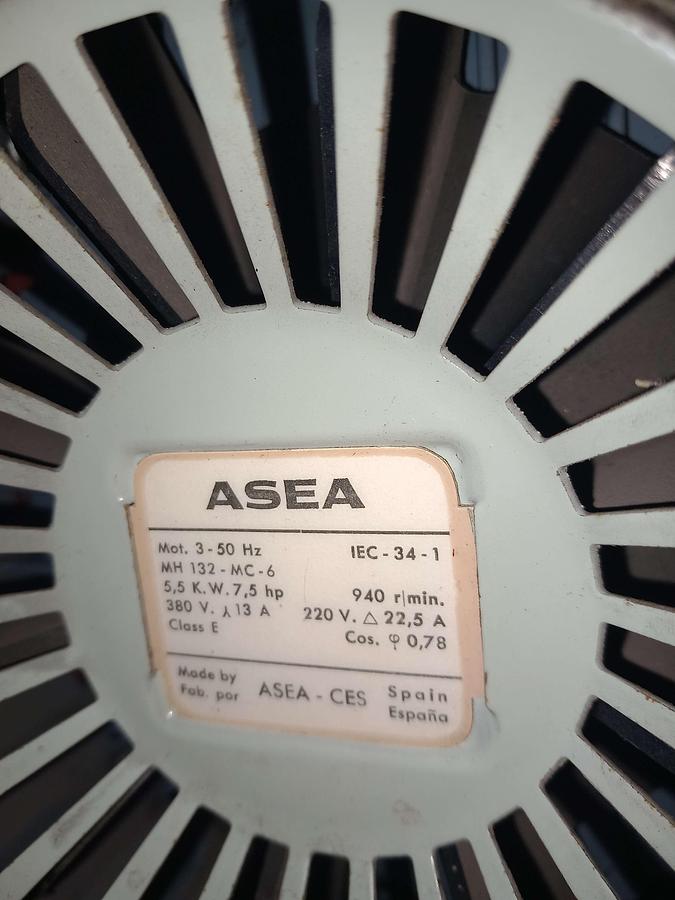 ASEA
Mot. 3 - 50 Hz IEC - 34 - 1
MH 132 - MC - 6
5,5 K.W. 7,5 hp 940 r|min.
380 V. ⅄ 13 A 220 V. △ 22,5 A
Class E Cos. φ 0,78
Made by ASEA - CES Spain
Fab. por España